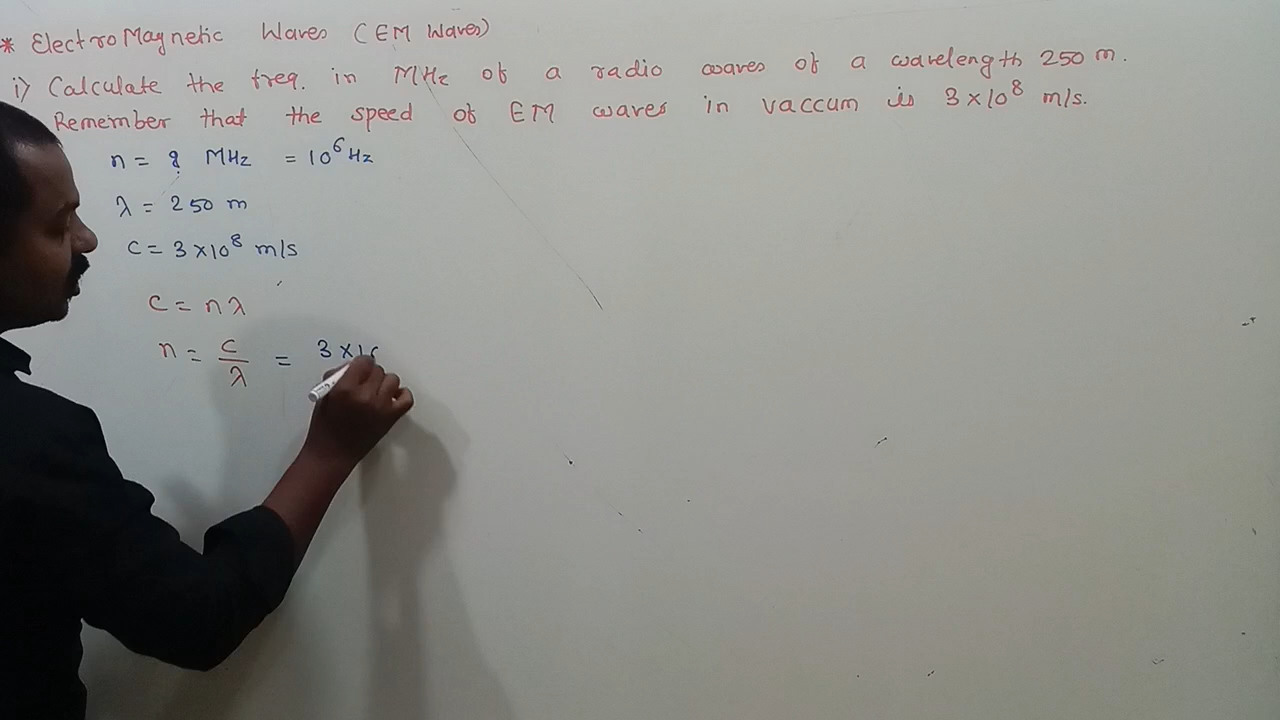 * ElectroMagnetic Waves (EM Waves)
i) Calculate the freq. in MHz of a radio waves of a wavelength 250 m.
Remember that the speed of EM waves in vaccum is 3×10⁸ m/s.
n = ? MHz = 10⁶ Hz
λ = 250 m
C = 3×10⁸ m/s
C = nλ
n = C/λ = 3×10